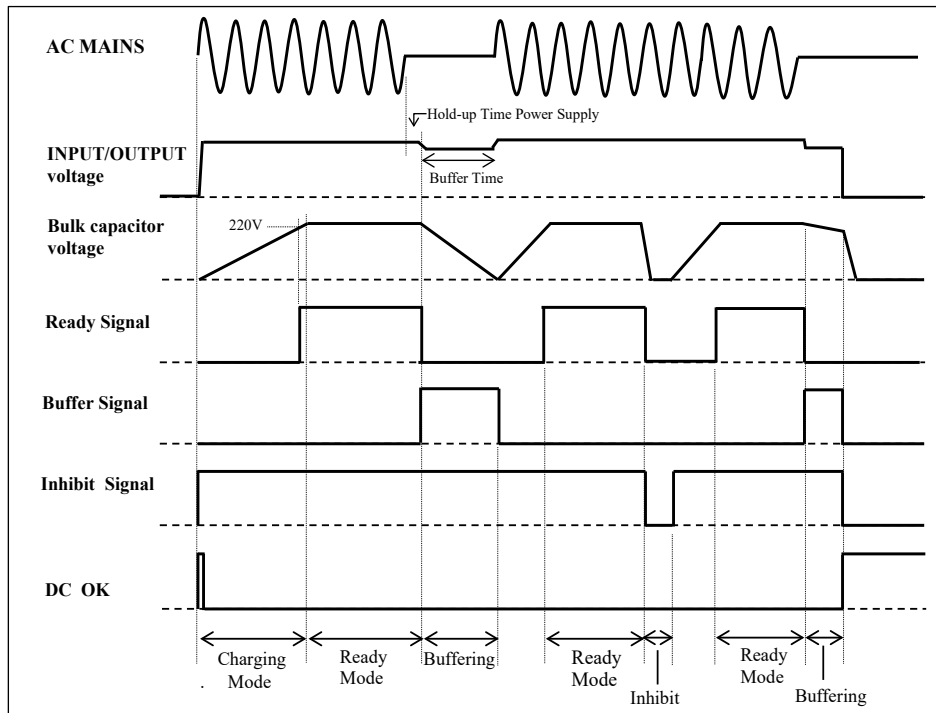 AC MAINS
Hold-up Time Power Supply
INPUT/OUTPUT
voltage
Buffer Time
Bulk capacitor
voltage
220V
Ready Signal
Buffer Signal
Inhibit Signal
DC OK
Charging
Mode
Ready
Mode
Buffering
Ready
Mode
Inhibit
Ready
Mode
Buffering